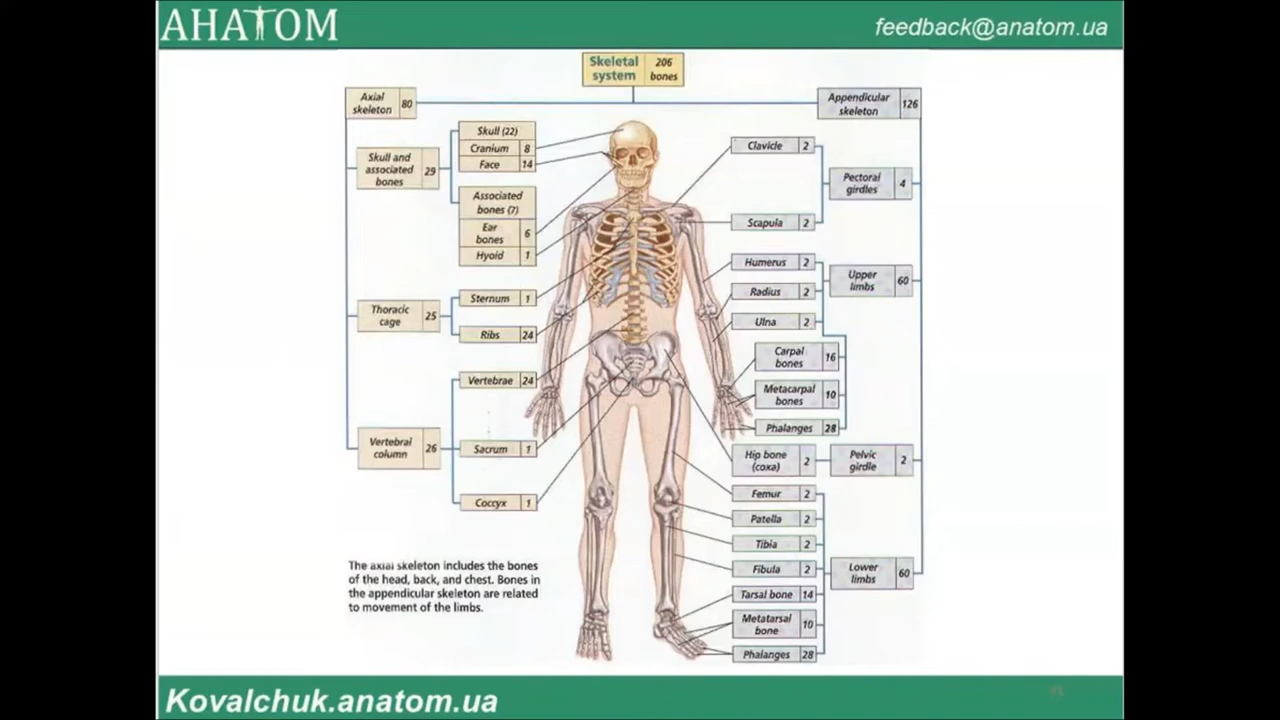 АНАТОМ
feedback@anatom.ua
Skeletal
system
206
bones
Axial
skeleton
80
Appendicular
skeleton
126
Skull and
associated
bones
29
Skull (22)
Cranium 8
Face 14
Associated
bones (7)
Ear
bones
6
Hyoid 1
Thoracic
cage
25
Sternum 1
Ribs 24
Vertebral
column
26
Vertebrae 24
Sacrum 1
Coccyx 1
Clavicle 2
Scapula 2
Pectoral
girdles
4
Humerus 2
Radius 2
Ulna 2
Upper
limbs
60
Carpal
bones
16
Metacarpal
bones
10
Phalanges 28
Hip bone
(coxa)
2
Pelvic
girdle
2
Femur 2
Patella 2
Tibia 2
Fibula 2
Tarsal bone 14
Metatarsal
bone
10
Phalanges 28
Lower
limbs
60
The axial skeleton includes the bones
of the head, back, and chest. Bones in
the appendicular skeleton are related
to movement of the limbs.
Kovalchuk.anatom.ua